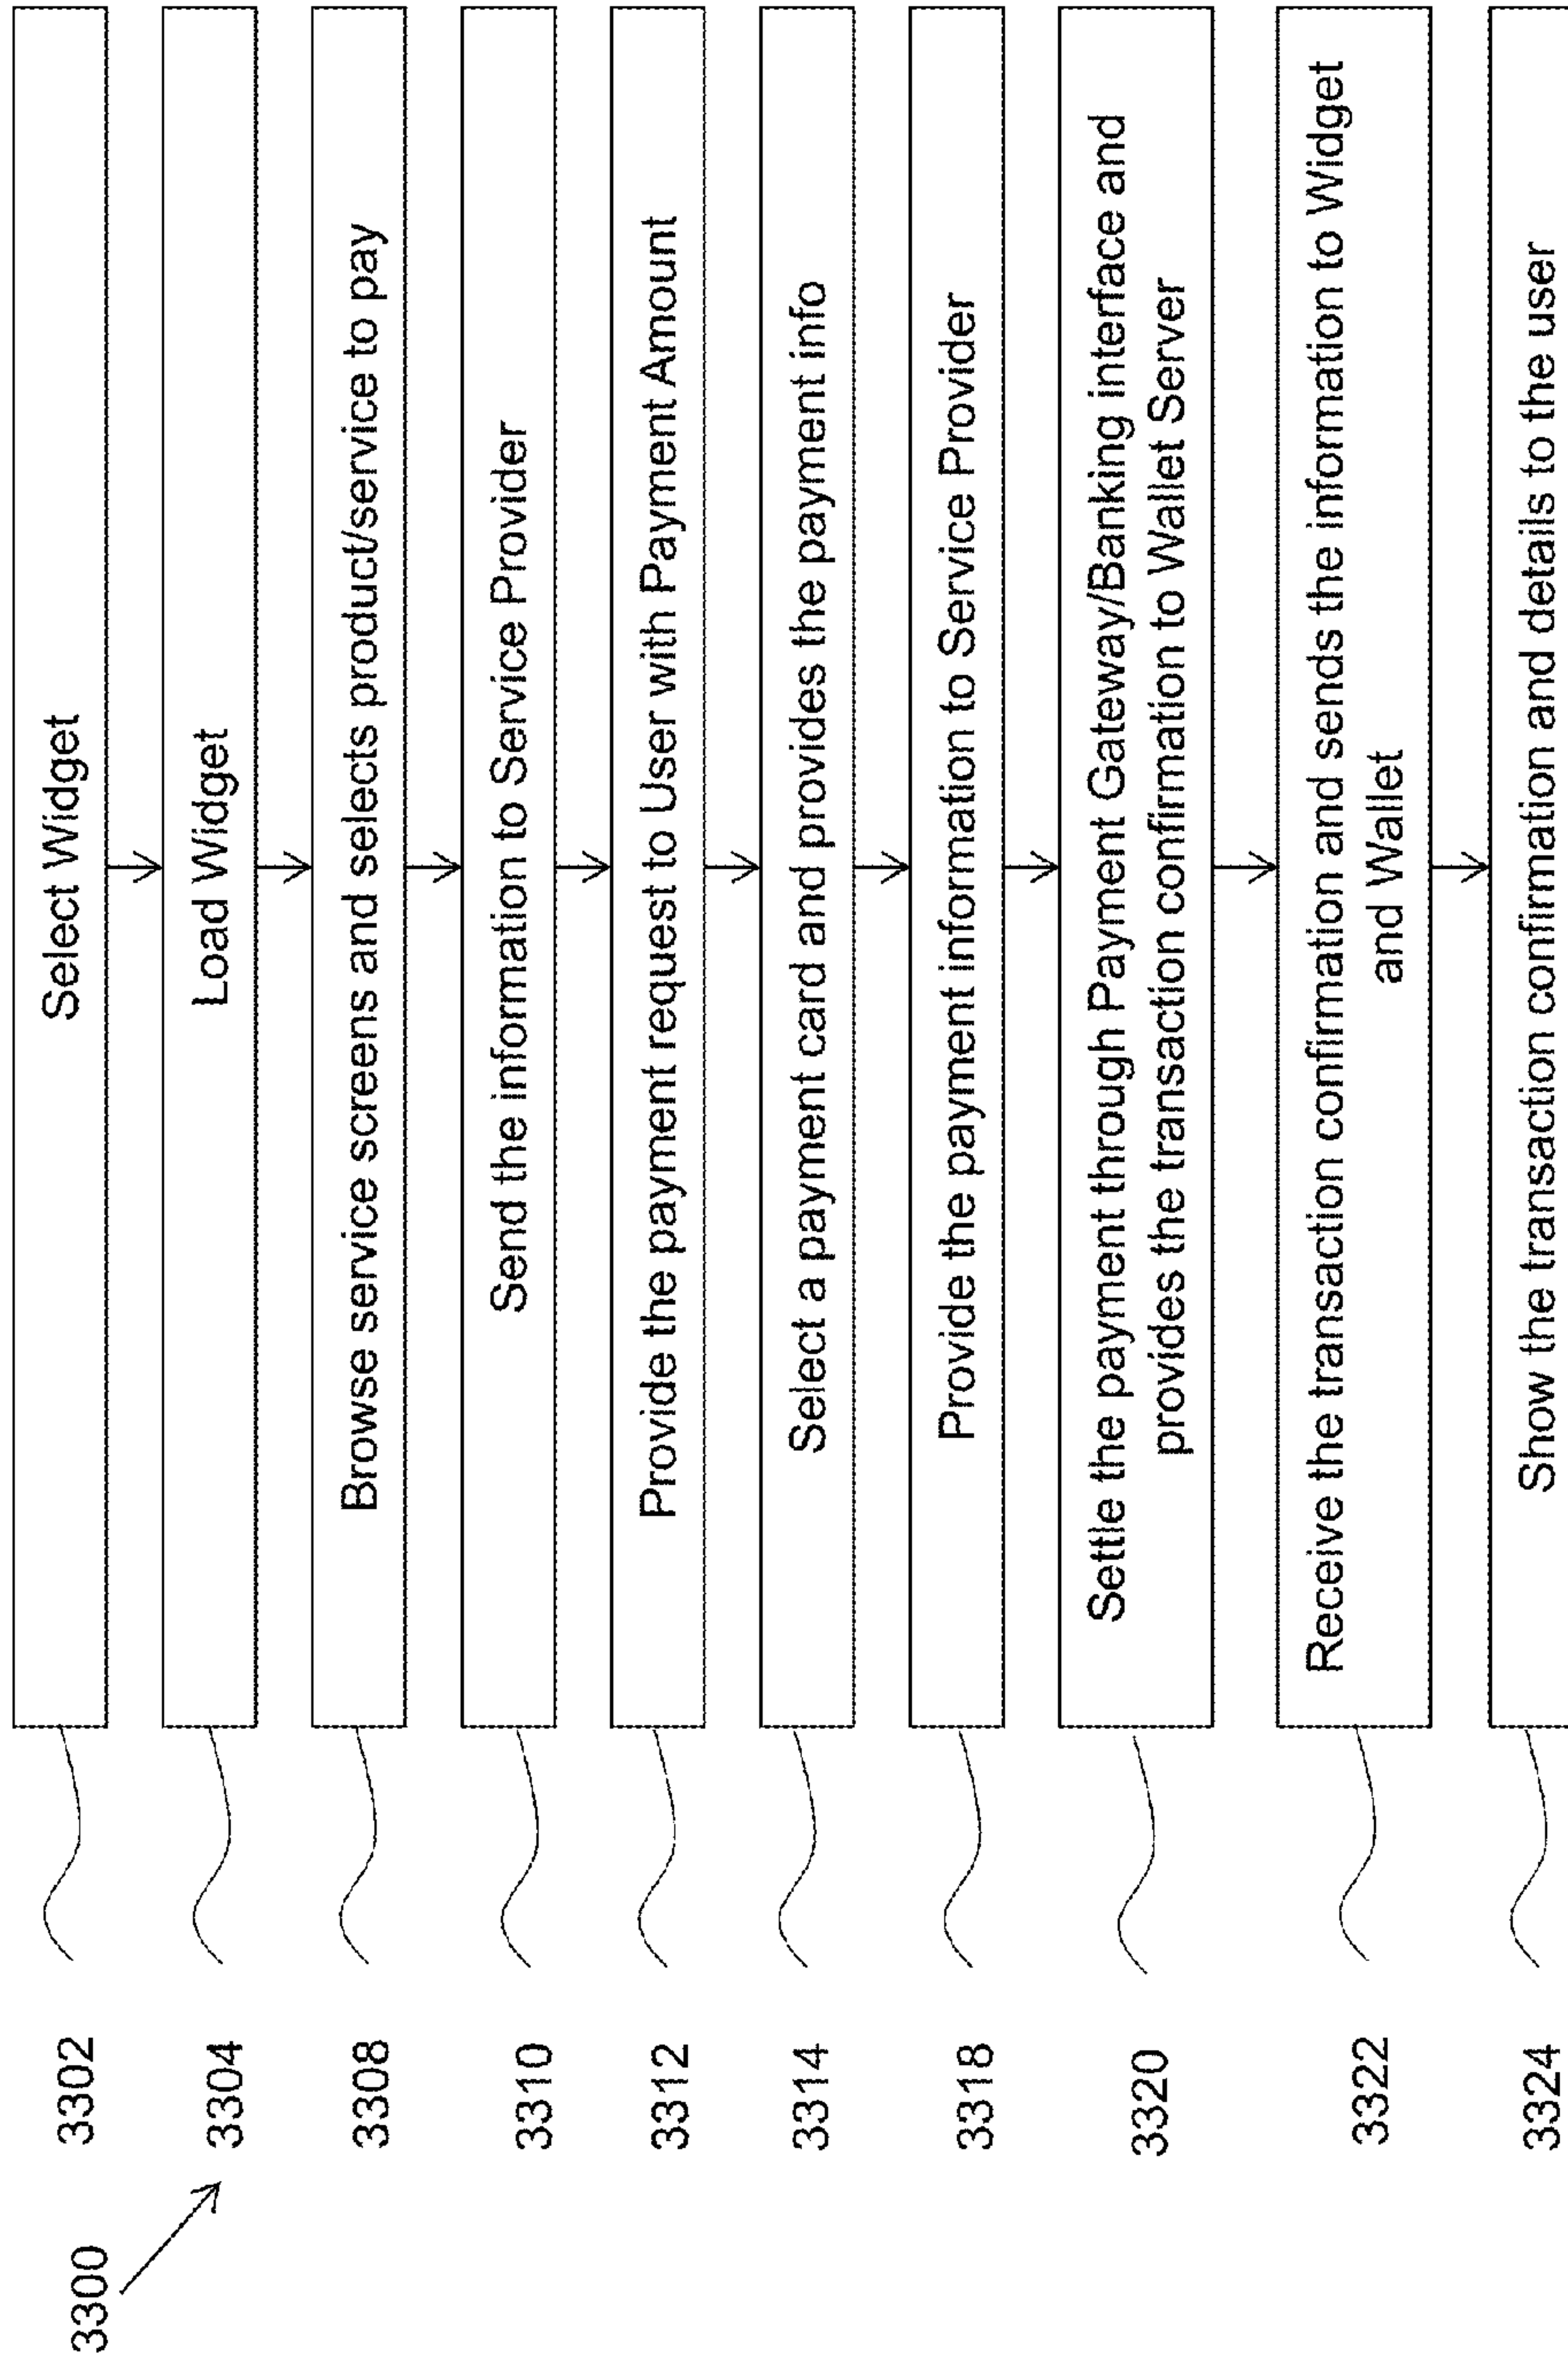 3300
3302
Select Widget
3304
Load Widget
3308
Browse service screens and selects product/service to pay
3310
Send the information to Service Provider
3312
Provide the payment request to User with Payment Amount
3314
Select a payment card and provides the payment info
3318
Provide the payment information to Service Provider
3320
Settle the payment through Payment Gateway/Banking interface and
provides the transaction confirmation to Wallet Server
3322
Receive the transaction confirmation and sends the information to Widget
and Wallet
3324
Show the transaction confirmation and details to the user